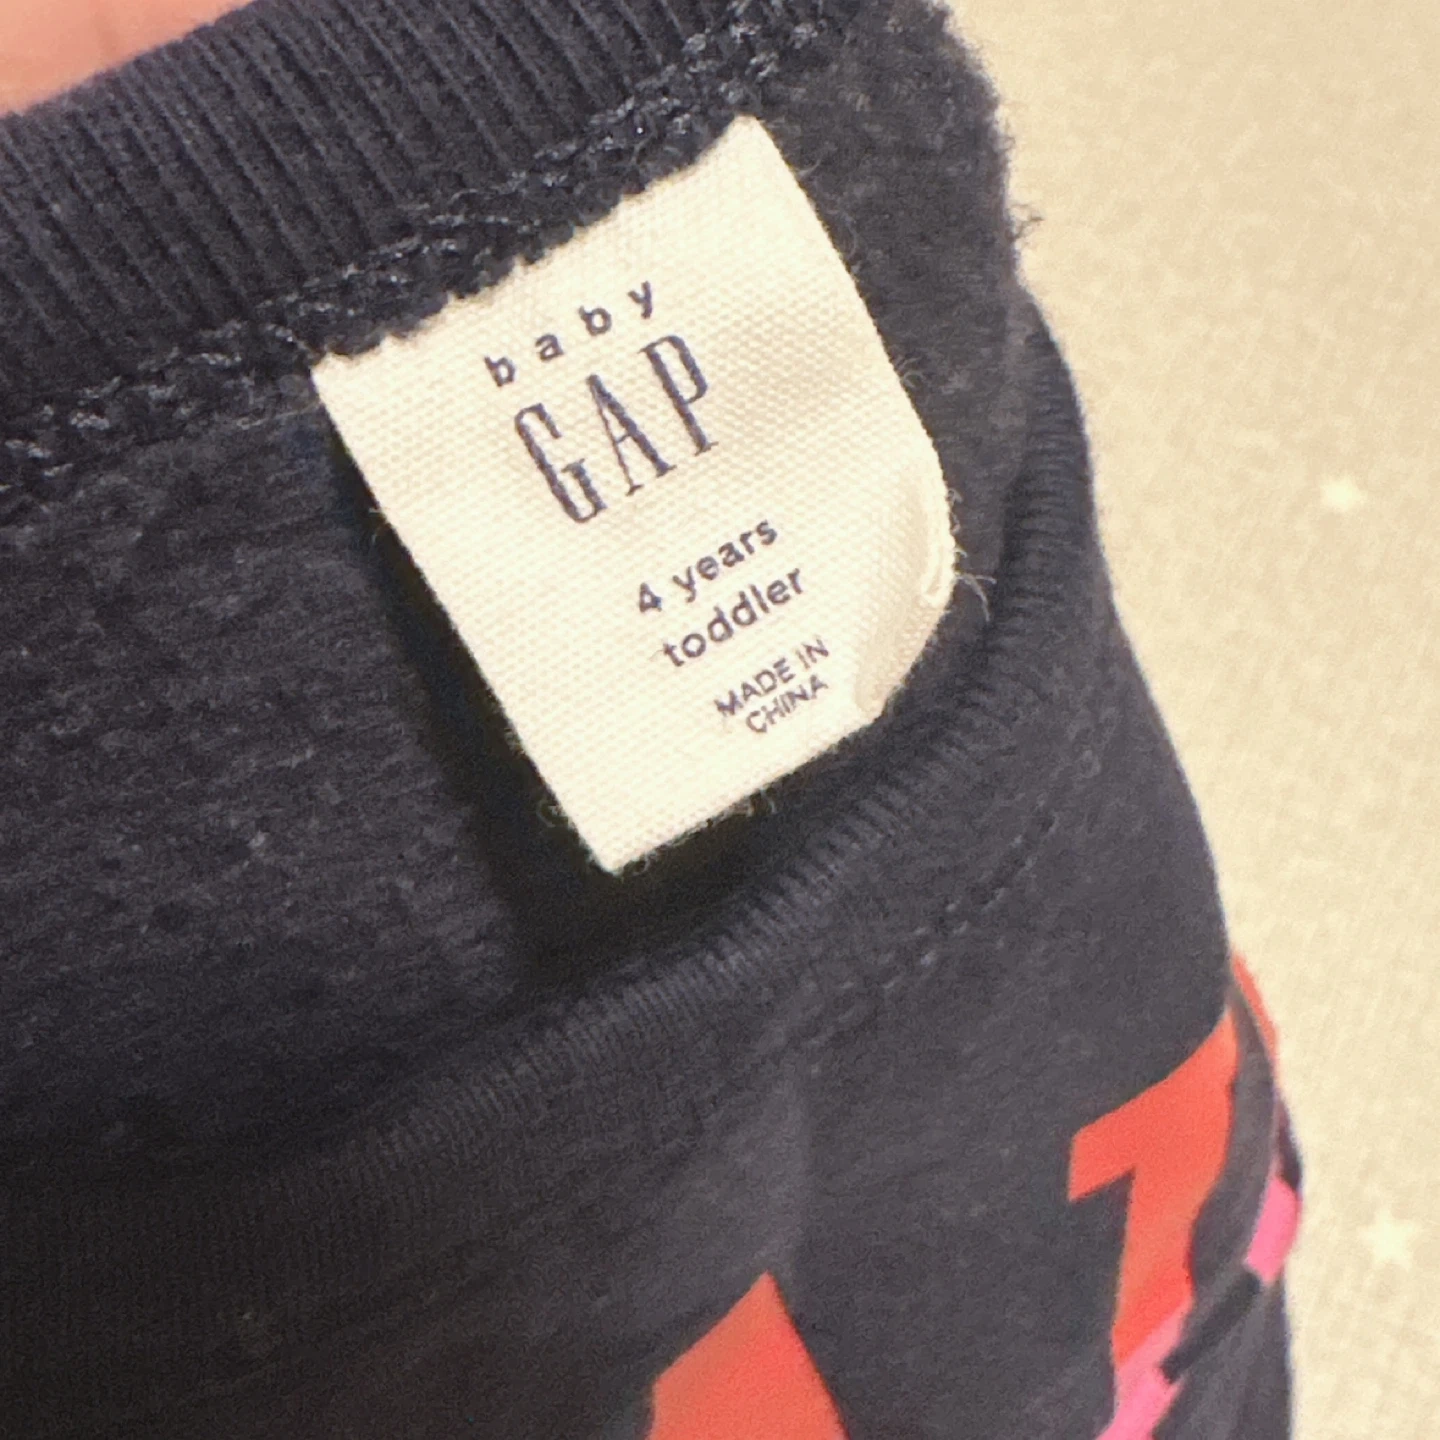 baby
GAP
4 years
toddler
MADE IN
CHINA